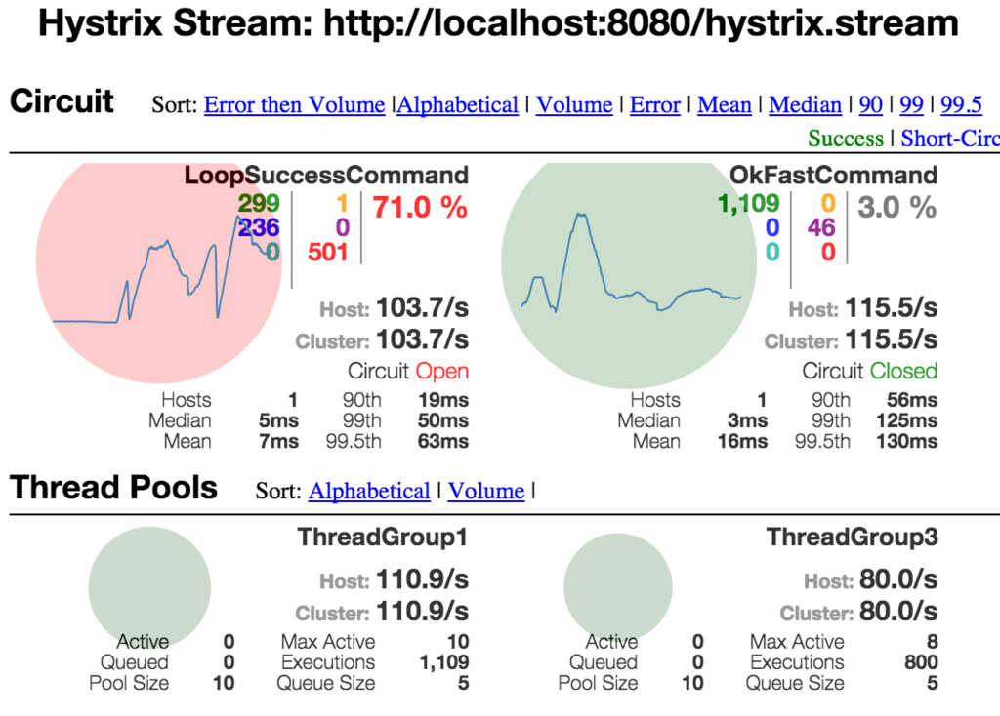 Hystrix Stream: http://localhost:8080/hystrix.stream
Circuit Sort: Error then Volume |Alphabetical | Volume | Error | Mean | Median | 90 | 99 | 99.5
Success | Short-Circ
LoopSuccessCommand
299 1 71.0 %
236 0
0 501
Host: 103.7/s
Cluster: 103.7/s
Circuit Open
Hosts 1 90th 19ms
Median 5ms 99th 50ms
Mean 7ms 99.5th 63ms
OkFastCommand
1,109 0 3.0 %
0 46
0 0
Host: 115.5/s
Cluster: 115.5/s
Circuit Closed
Hosts 1 90th 56ms
Median 3ms 99th 125ms
Mean 16ms 99.5th 130ms
Thread Pools Sort: Alphabetical | Volume |
ThreadGroup1
Host: 110.9/s
Cluster: 110.9/s
Active 0 Max Active 10
Queued 0 Executions 1,109
Pool Size 10 Queue Size 5
ThreadGroup3
Host: 80.0/s
Cluster: 80.0/s
Active 0 Max Active 8
Queued 0 Executions 800
Pool Size 10 Queue Size 5